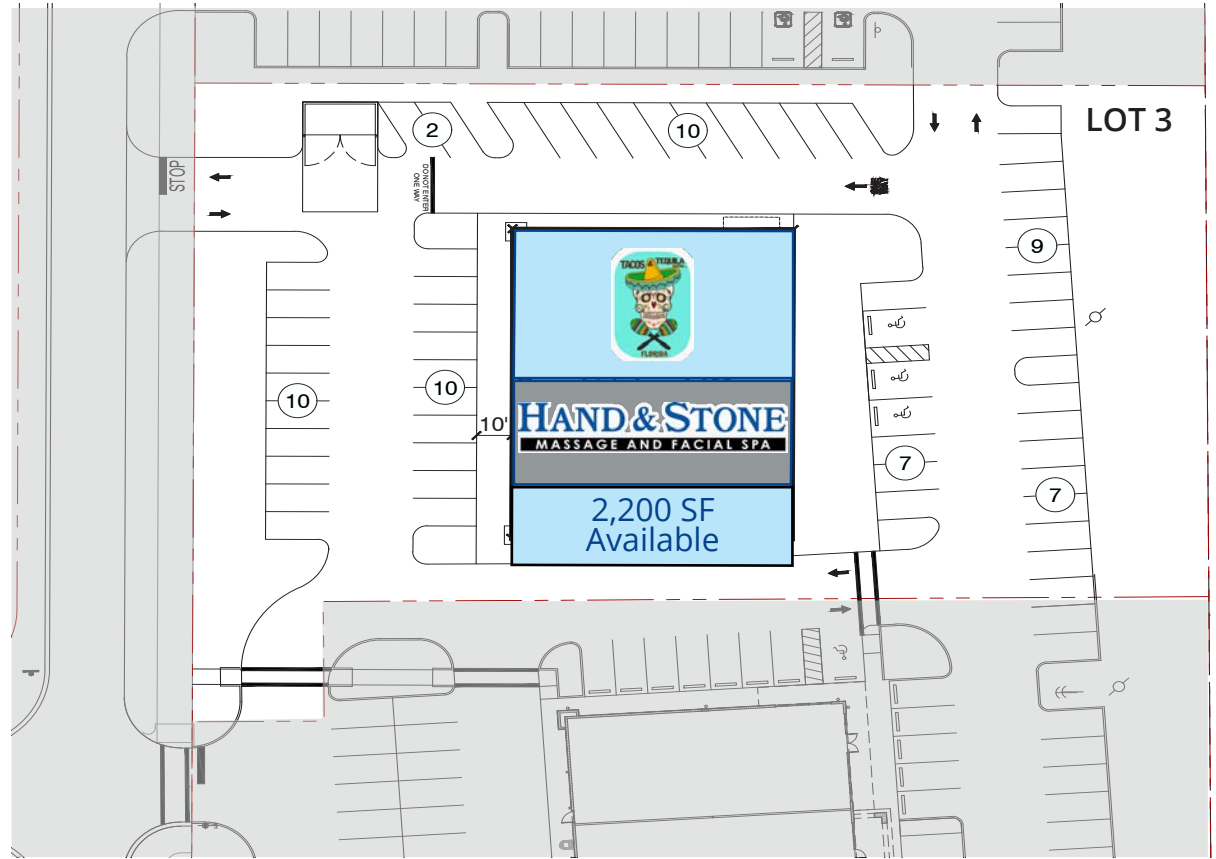 LOT 3
2
10
STOP
DO NOT ENTER
ONE WAY
9
TACOS & TEQUILA
FLORIDA
10
10
10'
HAND & STONE
MASSAGE AND FACIAL SPA
7
7
2,200 SF
Available